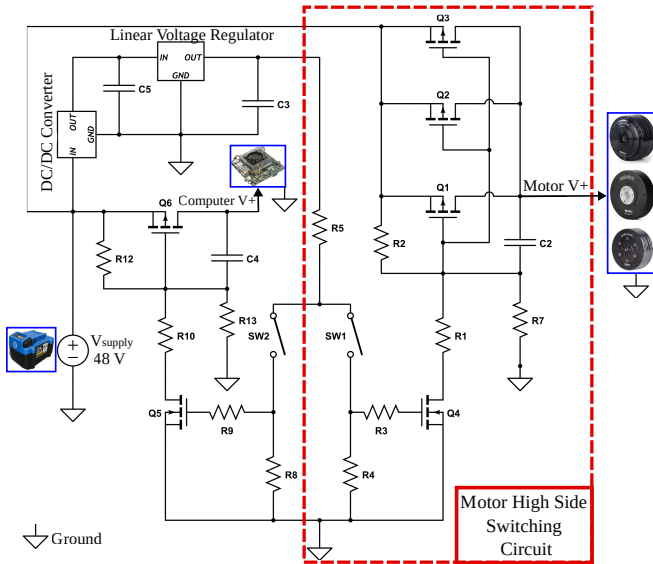 Q3
Linear Voltage Regulator
IN
OUT
GND
C5
C3
Q2
DC/DC Converter
OUT
GND
IN
Q6
Computer V+
Q1
Motor V+
R5
R2
C2
R12
C4
R10
R13
SW2
SW1
R1
R7
Vsupply
48 V
Q5
R9
R3
Q4
R8
R4
Motor High Side
Switching
Circuit
Ground